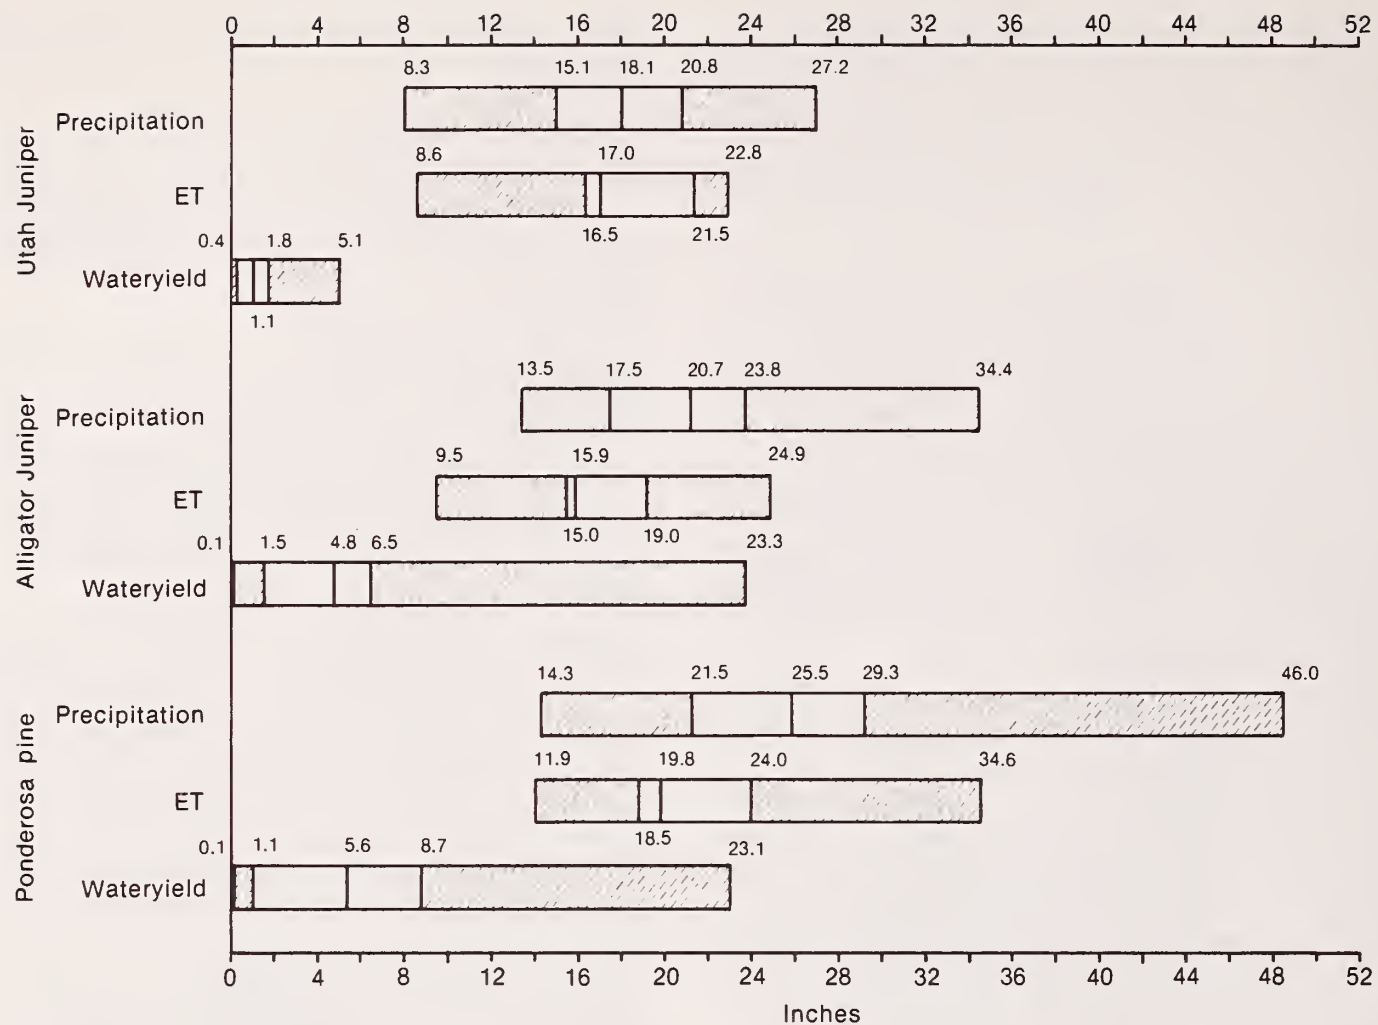 0 4 8 12 16 20 24 28 32 36 40 44 48 52
Utah Juniper
8.3 15.1 18.1 20.8 27.2
Precipitation
8.6 17.0 22.8
ET
16.5 21.5
0.4 1.8 5.1
Wateryield
1.1
Alligator Juniper
13.5 17.5 20.7 23.8 34.4
Precipitation
9.5 15.9 24.9
ET
15.0 19.0 23.3
0.1 1.5 4.8 6.5
Wateryield
Ponderosa pine
14.3 21.5 25.5 29.3 46.0
Precipitation
11.9 19.8 24.0 34.6
ET
18.5 23.1
0.1 1.1 5.6 8.7
Wateryield
0 4 8 12 16 20 24 28 32 36 40 44 48 52
Inches